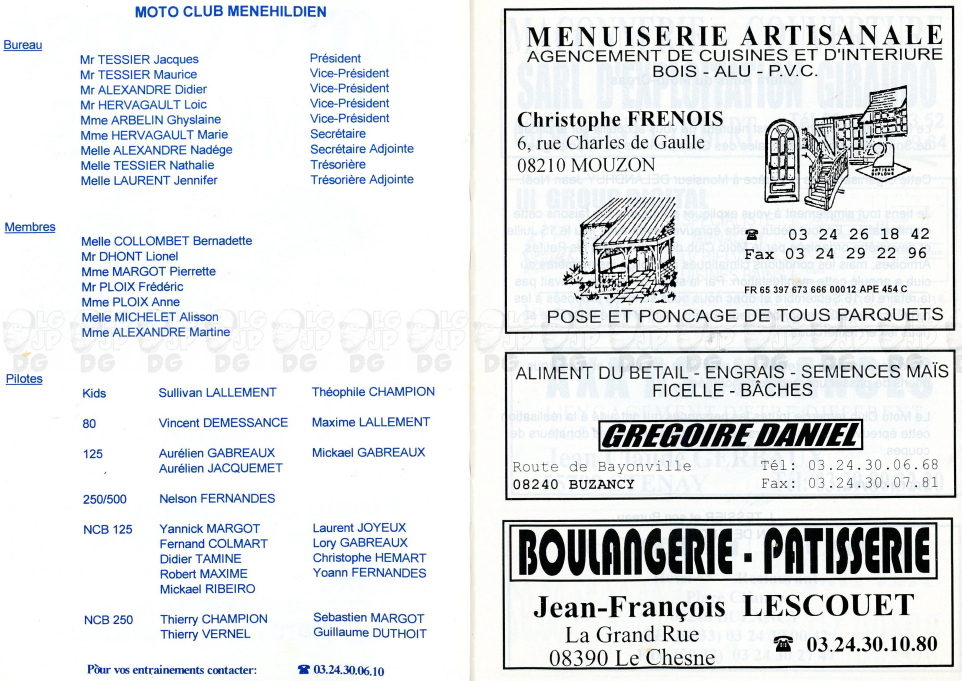 MOTO CLUB MENEHILDIEN
Bureau
Mr TESSIER Jacques Président
Mr TESSIER Maurice Vice-Président
Mr ALEXANDRE Didier Vice-Président
Mr HERVAGAULT Loic Vice-Président
Mme ARBELIN Ghyslaine Vice-Président
Mme HERVAGAULT Marie Secrétaire
Melle ALEXANDRE Nadége Secrétaire Adjointe
Melle TESSIER Nathalie Trésorière
Melle LAURENT Jennifer Trésorière Adjointe
Membres
Melle COLLOMBET Bernadette
Mr DHONT Lionel
Mme MARGOT Pierrette
Mr PLOIX Frédéric
Mme PLOIX Anne
Melle MICHELET Alisson
Mme ALEXANDRE Martine
Pilotes
Kids Sullivan LALLEMENT Théophile CHAMPION
80 Vincent DEMESSANCE Maxime LALLEMENT
125 Aurélien GABREAUX Mickael GABREAUX
Aurélien JACQUEMET
250/500 Nelson FERNANDES
NCB 125 Yannick MARGOT Laurent JOYEUX
Fernand COLMART Lory GABREAUX
Didier TAMINE Christophe HEMART
Robert MAXIME Yoann FERNANDES
Mickael RIBEIRO
NCB 250 Thierry CHAMPION Sebastien MARGOT
Thierry VERNEL Guillaume DUTHOIT
Pour vos entrainements contacter: ☎ 03.24.30.06.10
MENUISERIE ARTISANALE
AGENCEMENT DE CUISINES ET D'INTERIURE
BOIS - ALU - P.V.C.
Christophe FRENOIS
6, rue Charles de Gaulle
08210 MOUZON
☎ 03 24 26 18 42
Fax 03 24 29 22 96
FR 65 397 673 666 00012 APE 454 C
POSE ET PONCAGE DE TOUS PARQUETS
ALIMENT DU BETAIL - ENGRAIS - SEMENCES MAÏS
FICELLE - BÂCHES
GREGOIRE DANIEL
Route de Bayonville Tél: 03.24.30.06.68
08240 BUZANCY Fax: 03.24.30.07.81
BOULANGERIE - PATISSERIE
Jean-François LESCOUET
La Grand Rue
08390 Le Chesne
☎ 03.24.30.10.80